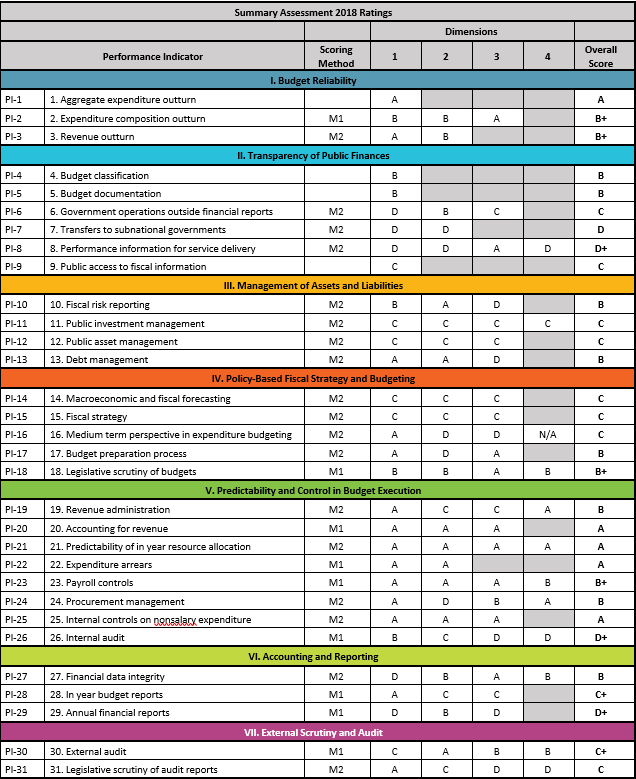 Summary Assessment 2018 Ratings
Dimensions
Performance Indicator Scoring Method 1 2 3 4 Overall Score
I. Budget Reliability
PI-1 1. Aggregate expenditure outturn A A
PI-2 2. Expenditure composition outturn M1 B B A B+
PI-3 3. Revenue outturn M2 A B B+
II. Transparency of Public Finances
PI-4 4. Budget classification B B
PI-5 5. Budget documentation B B
PI-6 6. Government operations outside financial reports M2 D B C C
PI-7 7. Transfers to subnational governments M2 D D D
PI-8 8. Performance information for service delivery M2 D D A D D+
PI-9 9. Public access to fiscal information C C
III. Management of Assets and Liabilities
PI-10 10. Fiscal risk reporting M2 B A D B
PI-11 11. Public investment management M2 C C C C C
PI-12 12. Public asset management M2 C C C C
PI-13 13. Debt management M2 A A D B
IV. Policy-Based Fiscal Strategy and Budgeting
PI-14 14. Macroeconomic and fiscal forecasting M2 C C C C
PI-15 15. Fiscal strategy M2 C C C C
PI-16 16. Medium term perspective in expenditure budgeting M2 A D D N/A C
PI-17 17. Budget preparation process M2 A D A B
PI-18 18. Legislative scrutiny of budgets M1 B B A B B+
V. Predictability and Control in Budget Execution
PI-19 19. Revenue administration M2 A C C A B
PI-20 20. Accounting for revenue M1 A A A A
PI-21 21. Predictability of in year resource allocation M2 A A A A A
PI-22 22. Expenditure arrears M1 A A A
PI-23 23. Payroll controls M1 A A A B B+
PI-24 24. Procurement management M2 A D B A B
PI-25 25. Internal controls on nonsalary expenditure M2 A A A A
PI-26 26. Internal audit M1 B C D D D+
VI. Accounting and Reporting
PI-27 27. Financial data integrity M2 D B A B B
PI-28 28. In year budget reports M1 A C C C+
PI-29 29. Annual financial reports M1 D B D D+
VII. External Scrutiny and Audit
PI-30 30. External audit M1 C A B B C+
PI-31 31. Legislative scrutiny of audit reports M2 A C D D C